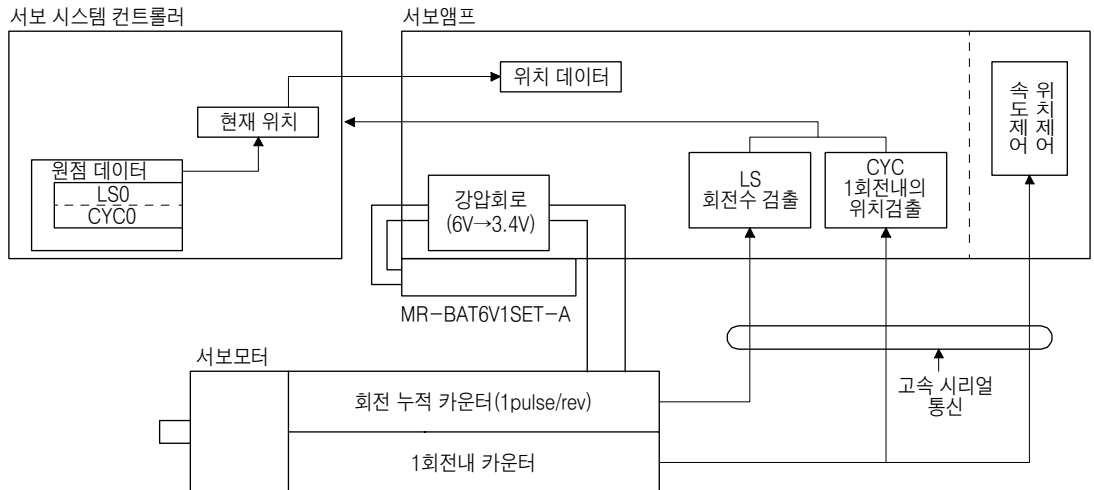 서보 시스템 컨트롤러
서보앰프
위치 데이터
현재 위치
원점 데이터
LS0
CYC0
강압회로
(6V→3.4V)
MR-BAT6V1SET-A
LS
회전수 검출
CYC
1회전내의
위치검출
위치제어
속도제어
서보모터
회전 누적 카운터(1pulse/rev)
1회전내 카운터
고속 시리얼
통신